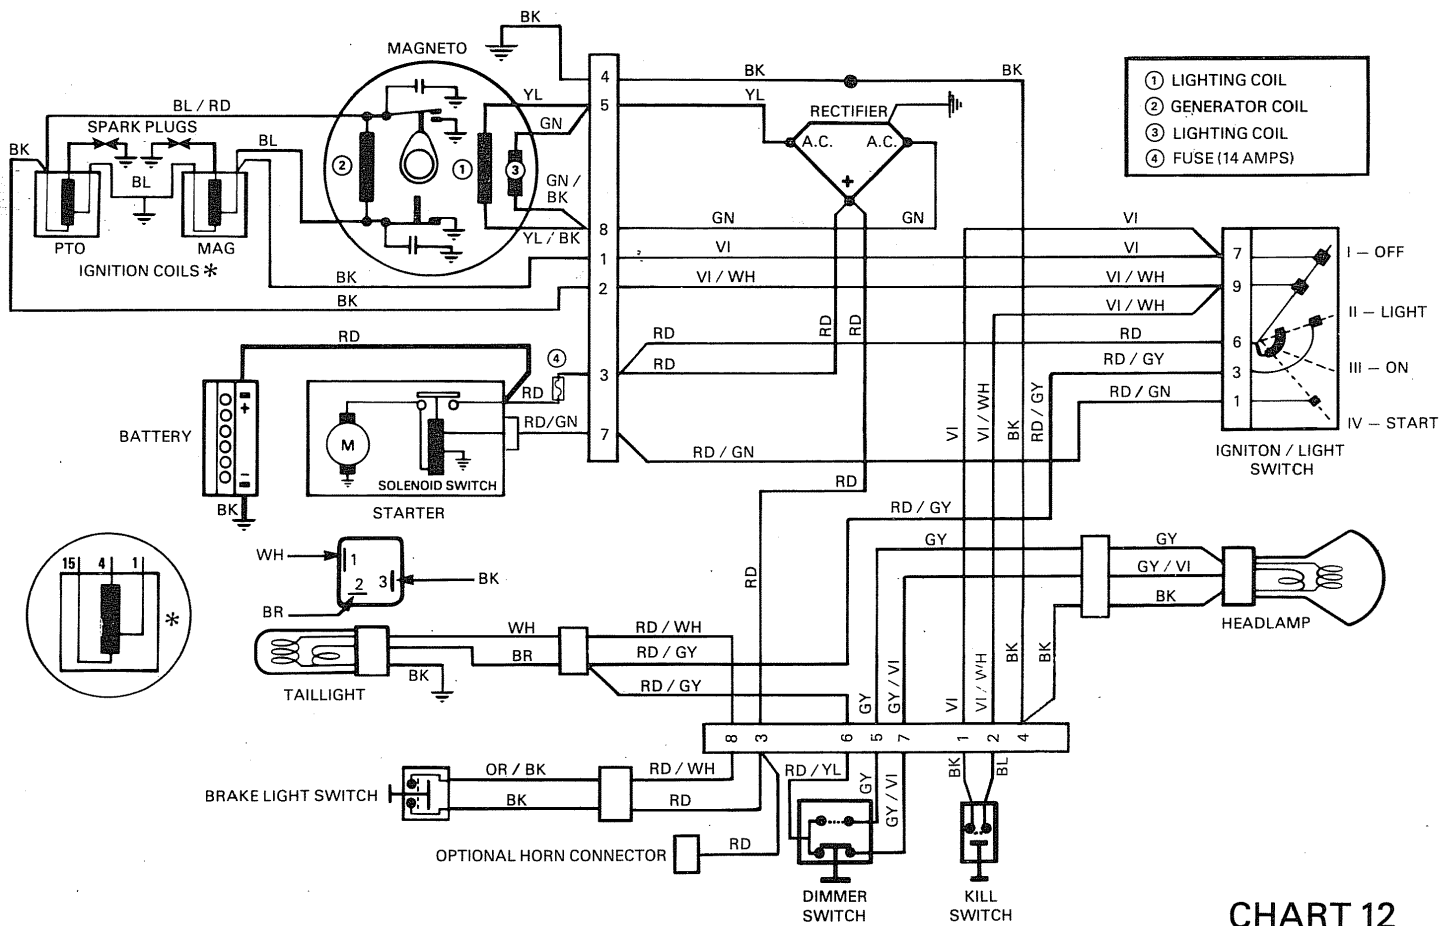 BK
MAGNETO
BL / RD
SPARK PLUGS
BK
BL
BL
PTO
MAG
IGNITION COILS *
2
1
3
YL
GN
GN /
BK
YL / BK
BK
BK
4
5
8
1
2
3
7
BK
BK
YL
RECTIFIER
A.C.
A.C.
+
GN
GN
VI
VI / WH
RD
RD
RD
RD
1 LIGHTING COIL
2 GENERATOR COIL
3 LIGHTING COIL
4 FUSE (14 AMPS)
VI
VI
VI / WH
VI / WH
RD
RD / GY
RD / GN
7
9
6
3
1
I – OFF
II – LIGHT
III – ON
IV – START
IGNITON / LIGHT
SWITCH
RD
4
RD
RD/GN
BATTERY
+
–
BK
M
SOLENOID SWITCH
STARTER
RD / GN
RD
RD / GY
VI
VI / WH
BK
RD / GY
15
4
1
*
WH
1
2
3
BK
BR
TAILLIGHT
WH
BR
BK
RD / WH
RD / GY
RD / GY
RD
GY
GY
GY / VI
BK
HEADLAMP
GY
GY / VI
VI
VI / WH
BK
BK
8
3
6
5
7
1
2
4
BRAKE LIGHT SWITCH
OR / BK
BK
RD / WH
RD
OPTIONAL HORN CONNECTOR
RD
RD / YL
GY
GY / VI
BK
BL
DIMMER
SWITCH
KILL
SWITCH
CHART 12